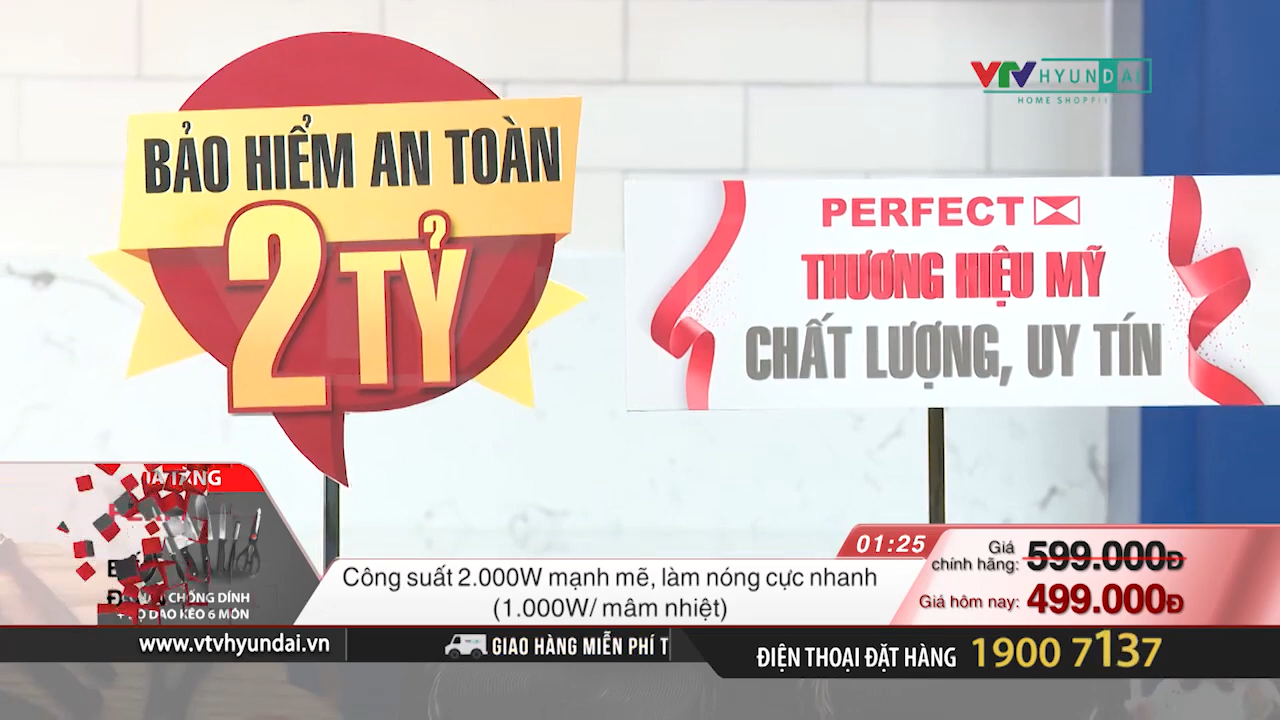 BẢO HIỂM AN TOÀN
2 TỶ
VTV HYUNDAI
HOME SHOPPI
PERFECT
THƯƠNG HIỆU MỸ
CHẤT LƯỢNG, UY TÍN
CHỐNG DÍNH
DAO KÉO 6 MÓN
Công suất 2.000W mạnh mẽ, làm nóng cực nhanh
(1.000W/ mâm nhiệt)
01:25
Giá chính hãng: 599.000Đ
Giá hôm nay: 499.000Đ
www.vtvhyundai.vn
GIAO HÀNG MIỄN PHÍ T
ĐIỆN THOẠI ĐẶT HÀNG 1900 7137